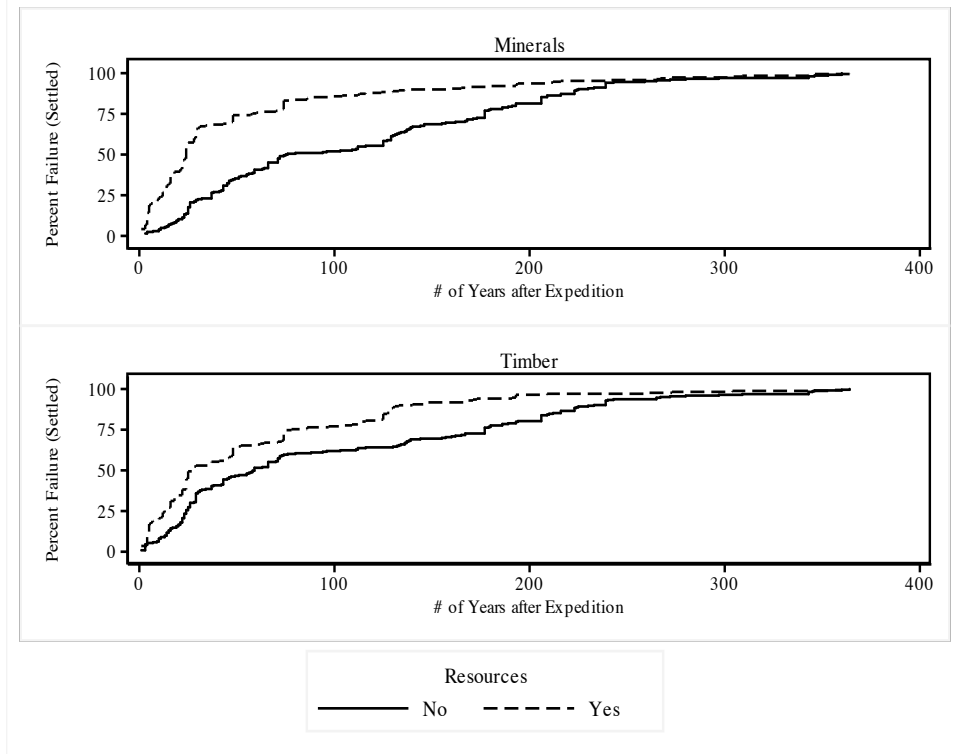 Minerals
Percent Failure (Settled)
100
75
50
25
0
0 100 200 300 400
# of Years after Expedition
Timber
Percent Failure (Settled)
100
75
50
25
0
0 100 200 300 400
# of Years after Expedition
Resources
No Yes